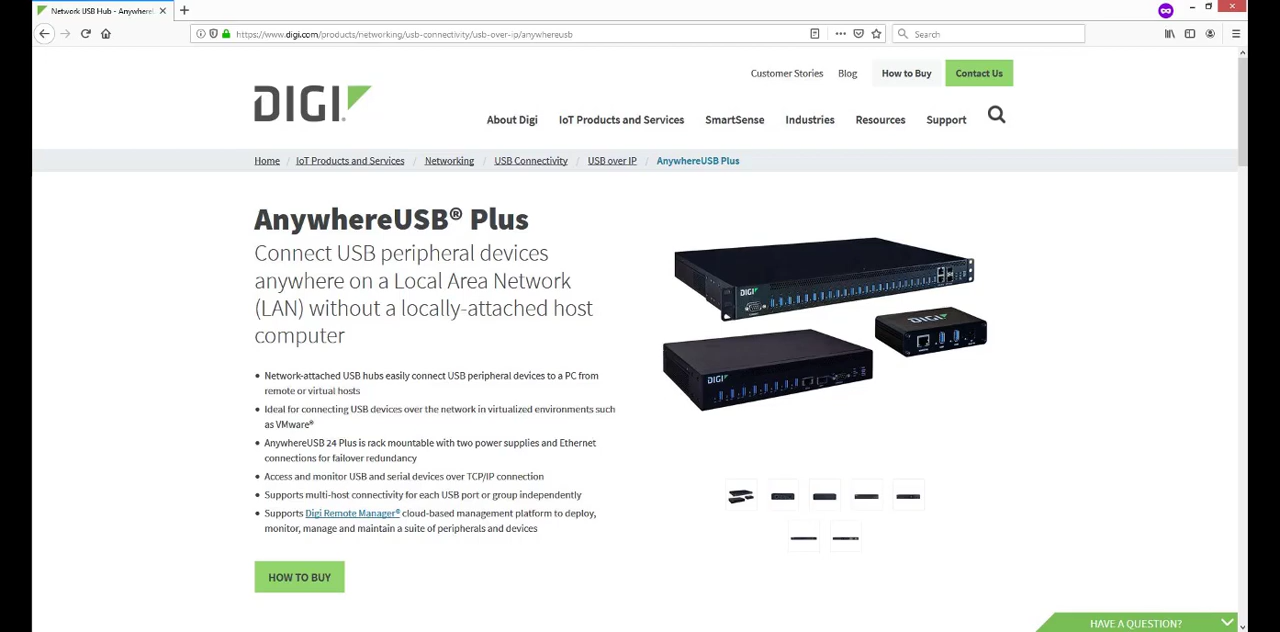 Network USB Hub - Anywhere
https://www.digi.com/products/networking/usb-connectivity/usb-over-ip/anywhereusb
Search
Customer Stories
Blog
How to Buy
Contact Us
DIGI
About Digi
IoT Products and Services
SmartSense
Industries
Resources
Support
Home / IoT Products and Services / Networking / USB Connectivity / USB over IP / AnywhereUSB Plus
AnywhereUSB® Plus
Connect USB peripheral devices
anywhere on a Local Area Network
(LAN) without a locally-attached host
computer
• Network-attached USB hubs easily connect USB peripheral devices to a PC from
remote or virtual hosts
• Ideal for connecting USB devices over the network in virtualized environments such
as VMware®
• AnywhereUSB 24 Plus is rack mountable with two power supplies and Ethernet
connections for failover redundancy
• Access and monitor USB and serial devices over TCP/IP connection
• Supports multi-host connectivity for each USB port or group independently
• Supports Digi Remote Manager® cloud-based management platform to deploy,
monitor, manage and maintain a suite of peripherals and devices
HOW TO BUY
DIGI
DIGI
DIGI
HAVE A QUESTION?